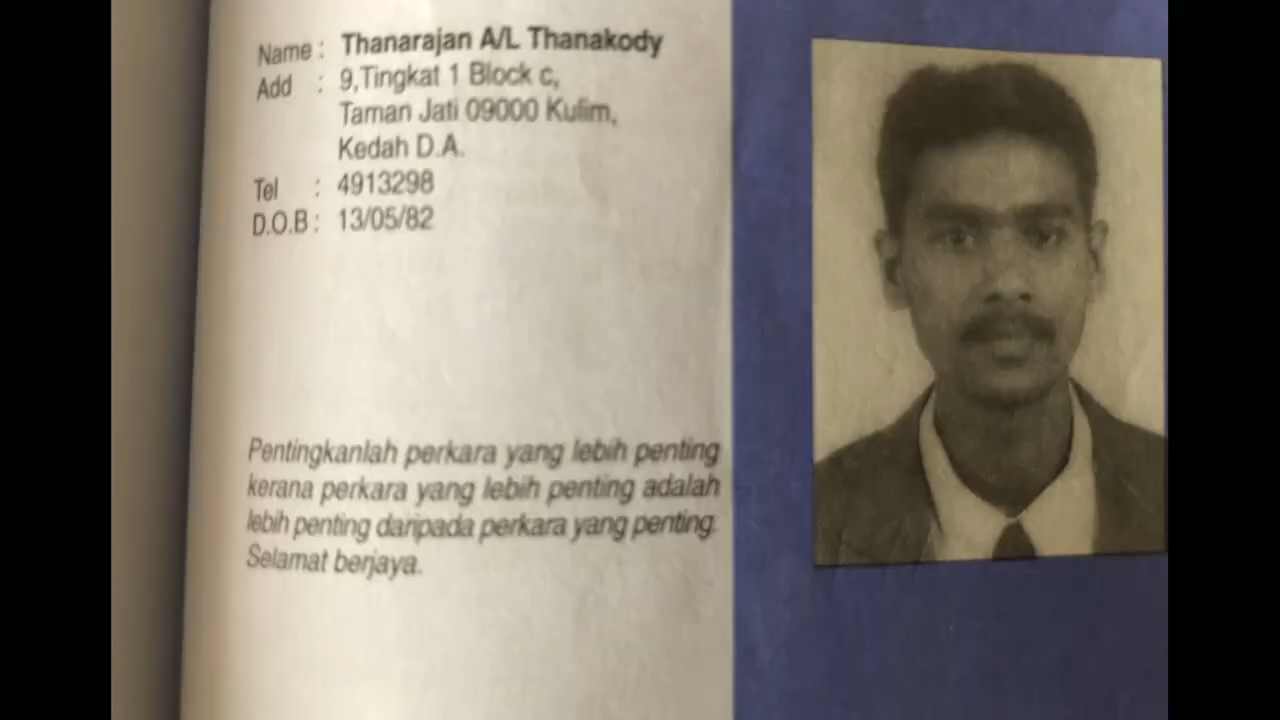 Name : Thanarajan A/L Thanakody
Add : 9,Tingkat 1 Block c,
Taman Jati 09000 Kulim,
Kedah D.A.
Tel : 4913298
D.O.B : 13/05/82
Pentingkanlah perkara yang lebih penting
kerana perkara yang lebih penting adalah
lebih penting daripada perkara yang penting.
Selamat berjaya.